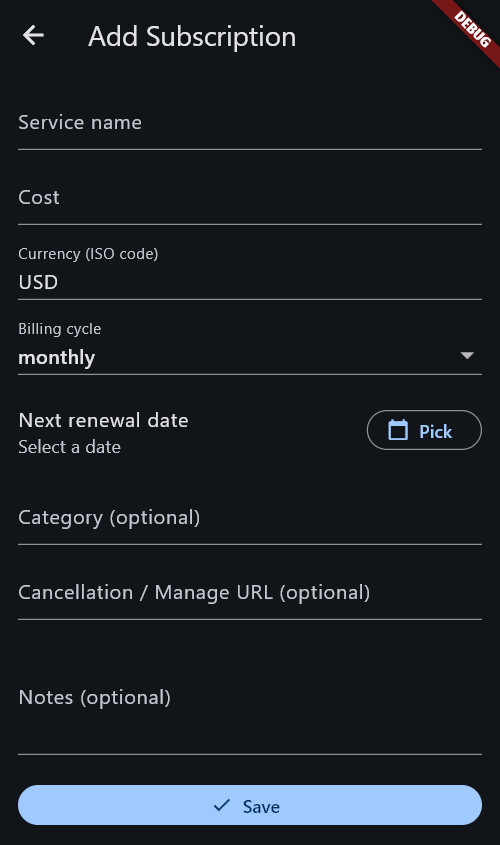 Add Subscription
DEBUG
Service name
Cost
Currency (ISO code)
USD
Billing cycle
monthly
Next renewal date
Select a date
Pick
Category (optional)
Cancellation / Manage URL (optional)
Notes (optional)
Save